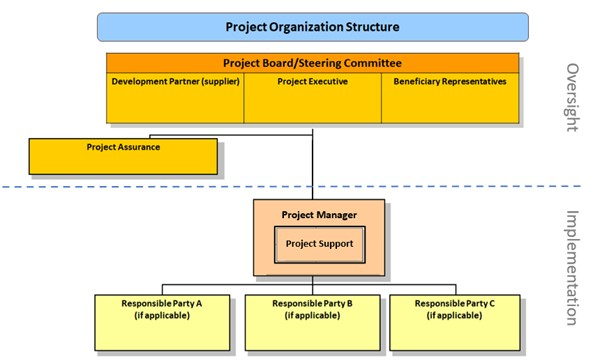 Project Organization Structure
Project Board/Steering Committee
Development Partner (supplier)
Project Executive
Beneficiary Representatives
Oversight
Project Assurance
Project Manager
Project Support
Implementation
Responsible Party A
(if applicable)
Responsible Party B
(if applicable)
Responsible Party C
(if applicable)